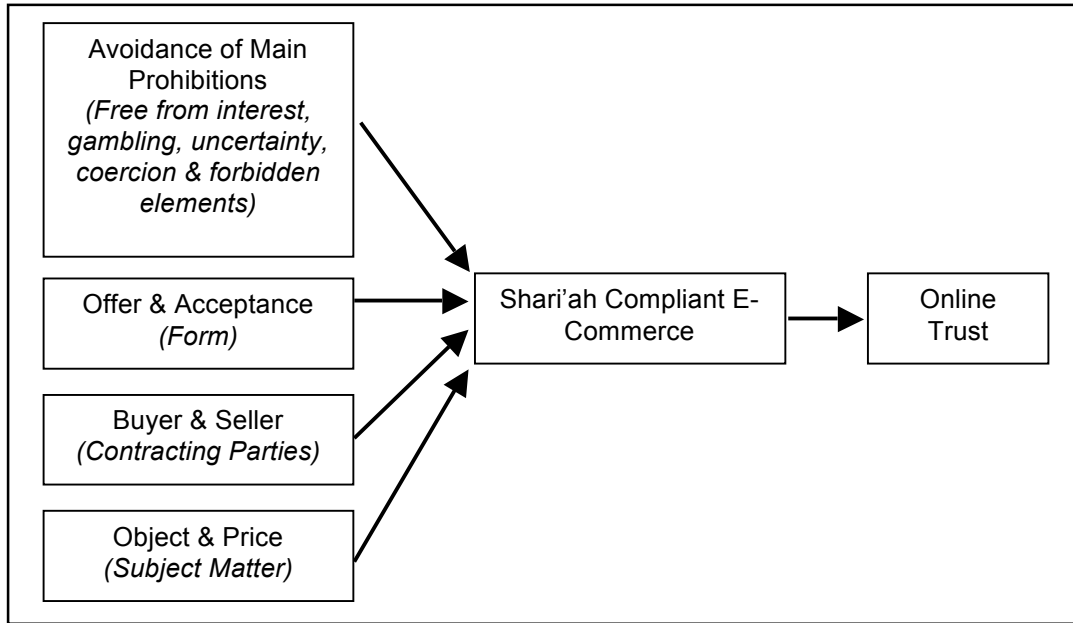 Avoidance of Main
Prohibitions
(Free from interest,
gambling, uncertainty,
coercion & forbidden
elements)
Offer & Acceptance
(Form)
Buyer & Seller
(Contracting Parties)
Object & Price
(Subject Matter)
Shari’ah Compliant E-
Commerce
Online
Trust